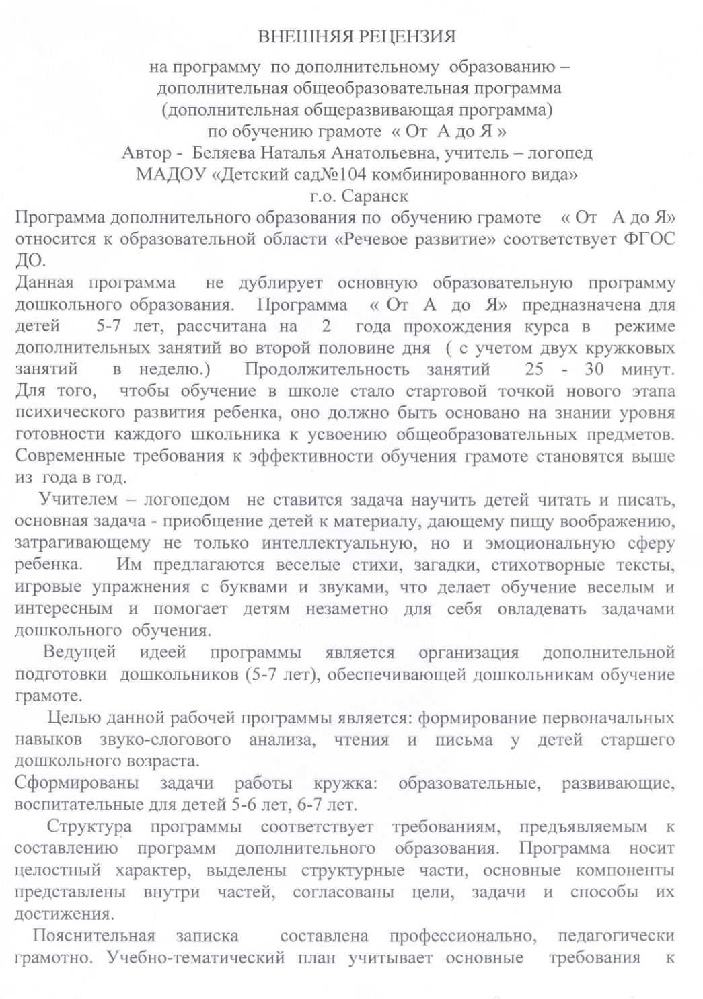 ВНЕШНЯЯ РЕЦЕНЗИЯ
на программу по дополнительному образованию –
дополнительная общеобразовательная программа
(дополнительная общеразвивающая программа)
по обучению грамоте « От А до Я »
Автор - Беляева Наталья Анатольевна, учитель – логопед
МАДОУ «Детский сад№104 комбинированного вида»
г.о. Саранск
Программа дополнительного образования по обучению грамоте « От А до Я»
относится к образовательной области «Речевое развитие» соответствует ФГОС
ДО.
Данная программа не дублирует основную образовательную программу
дошкольного образования. Программа « От А до Я» предназначена для
детей 5-7 лет, рассчитана на 2 года прохождения курса в режиме
дополнительных занятий во второй половине дня ( с учетом двух кружковых
занятий в неделю.) Продолжительность занятий 25 - 30 минут.
Для того, чтобы обучение в школе стало стартовой точкой нового этапа
психического развития ребенка, оно должно быть основано на знании уровня
готовности каждого школьника к усвоению общеобразовательных предметов.
Современные требования к эффективности обучения грамоте становятся выше
из года в год.
Учителем – логопедом не ставится задача научить детей читать и писать,
основная задача - приобщение детей к материалу, дающему пищу воображению,
затрагивающему не только интеллектуальную, но и эмоциональную сферу
ребенка. Им предлагаются веселые стихи, загадки, стихотворные тексты,
игровые упражнения с буквами и звуками, что делает обучение веселым и
интересным и помогает детям незаметно для себя овладевать задачами
дошкольного обучения.
Ведущей идеей программы является организация дополнительной
подготовки дошкольников (5-7 лет), обеспечивающей дошкольникам обучение
грамоте.
Целью данной рабочей программы является: формирование первоначальных
навыков звуко-слогового анализа, чтения и письма у детей старшего
дошкольного возраста.
Сформированы задачи работы кружка: образовательные, развивающие,
воспитательные для детей 5-6 лет, 6-7 лет.
Структура программы соответствует требованиям, предъявляемым к
составлению программ дополнительного образования. Программа носит
целостный характер, выделены структурные части, основные компоненты
представлены внутри частей, согласованы цели, задачи и способы их
достижения.
Пояснительная записка составлена профессионально, педагогически
грамотно. Учебно-тематический план учитывает основные требования к